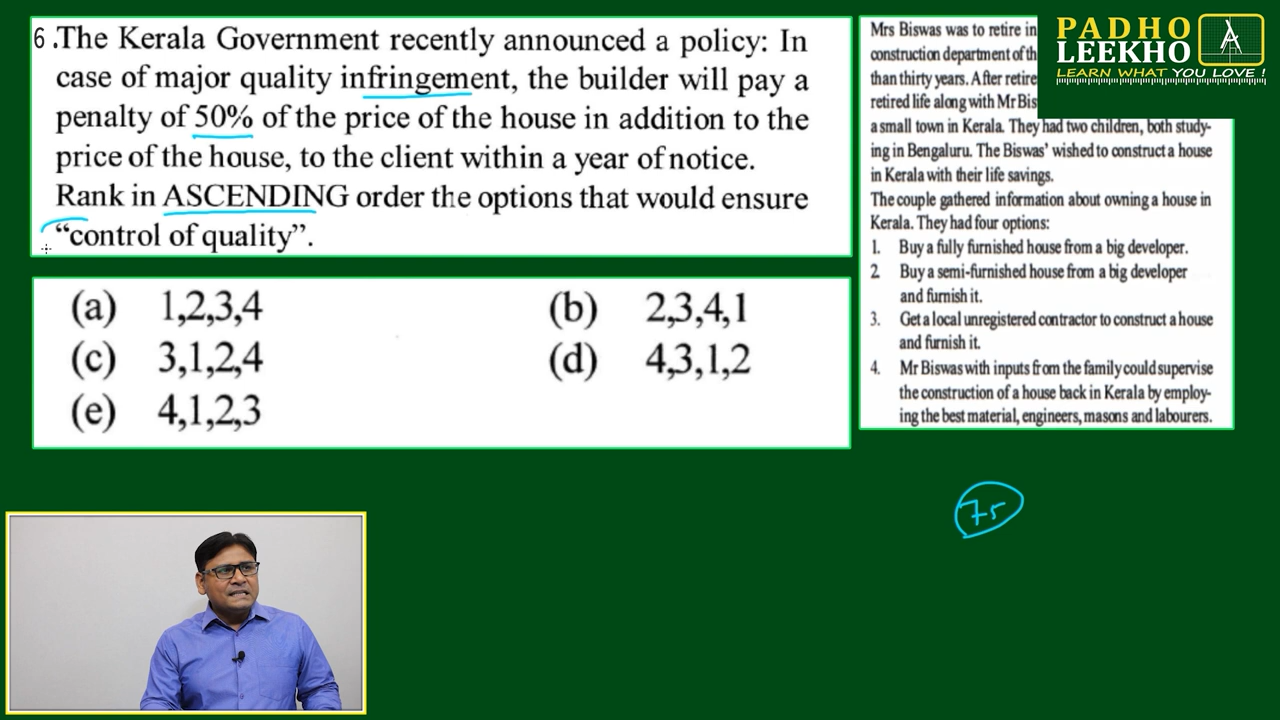 6 .The Kerala Government recently announced a policy: In
case of major quality infringement, the builder will pay a
penalty of 50% of the price of the house in addition to the
price of the house, to the client within a year of notice.
Rank in ASCENDING order the options that would ensure
“control of quality”.
(a) 1,2,3,4
(b) 2,3,4,1
(c) 3,1,2,4
(d) 4,3,1,2
(e) 4,1,2,3
Mrs Biswas was to retire in
construction department of th
than thirty years. After retire
retired life along with Mr Bis
a small town in Kerala. They had two children, both study-
ing in Bengaluru. The Biswas’ wished to construct a house
in Kerala with their life savings.
The couple gathered information about owning a house in
Kerala. They had four options:
1. Buy a fully furnished house from a big developer.
2. Buy a semi-furnished house from a big developer
and furnish it.
3. Get a local unregistered contractor to construct a house
and furnish it.
4. Mr Biswas with inputs from the family could supervise
the construction of a house back in Kerala by employ-
ing the best material, engineers, masons and labourers.
PADHO
LEEKHO
LEARN WHAT YOU LOVE !
75